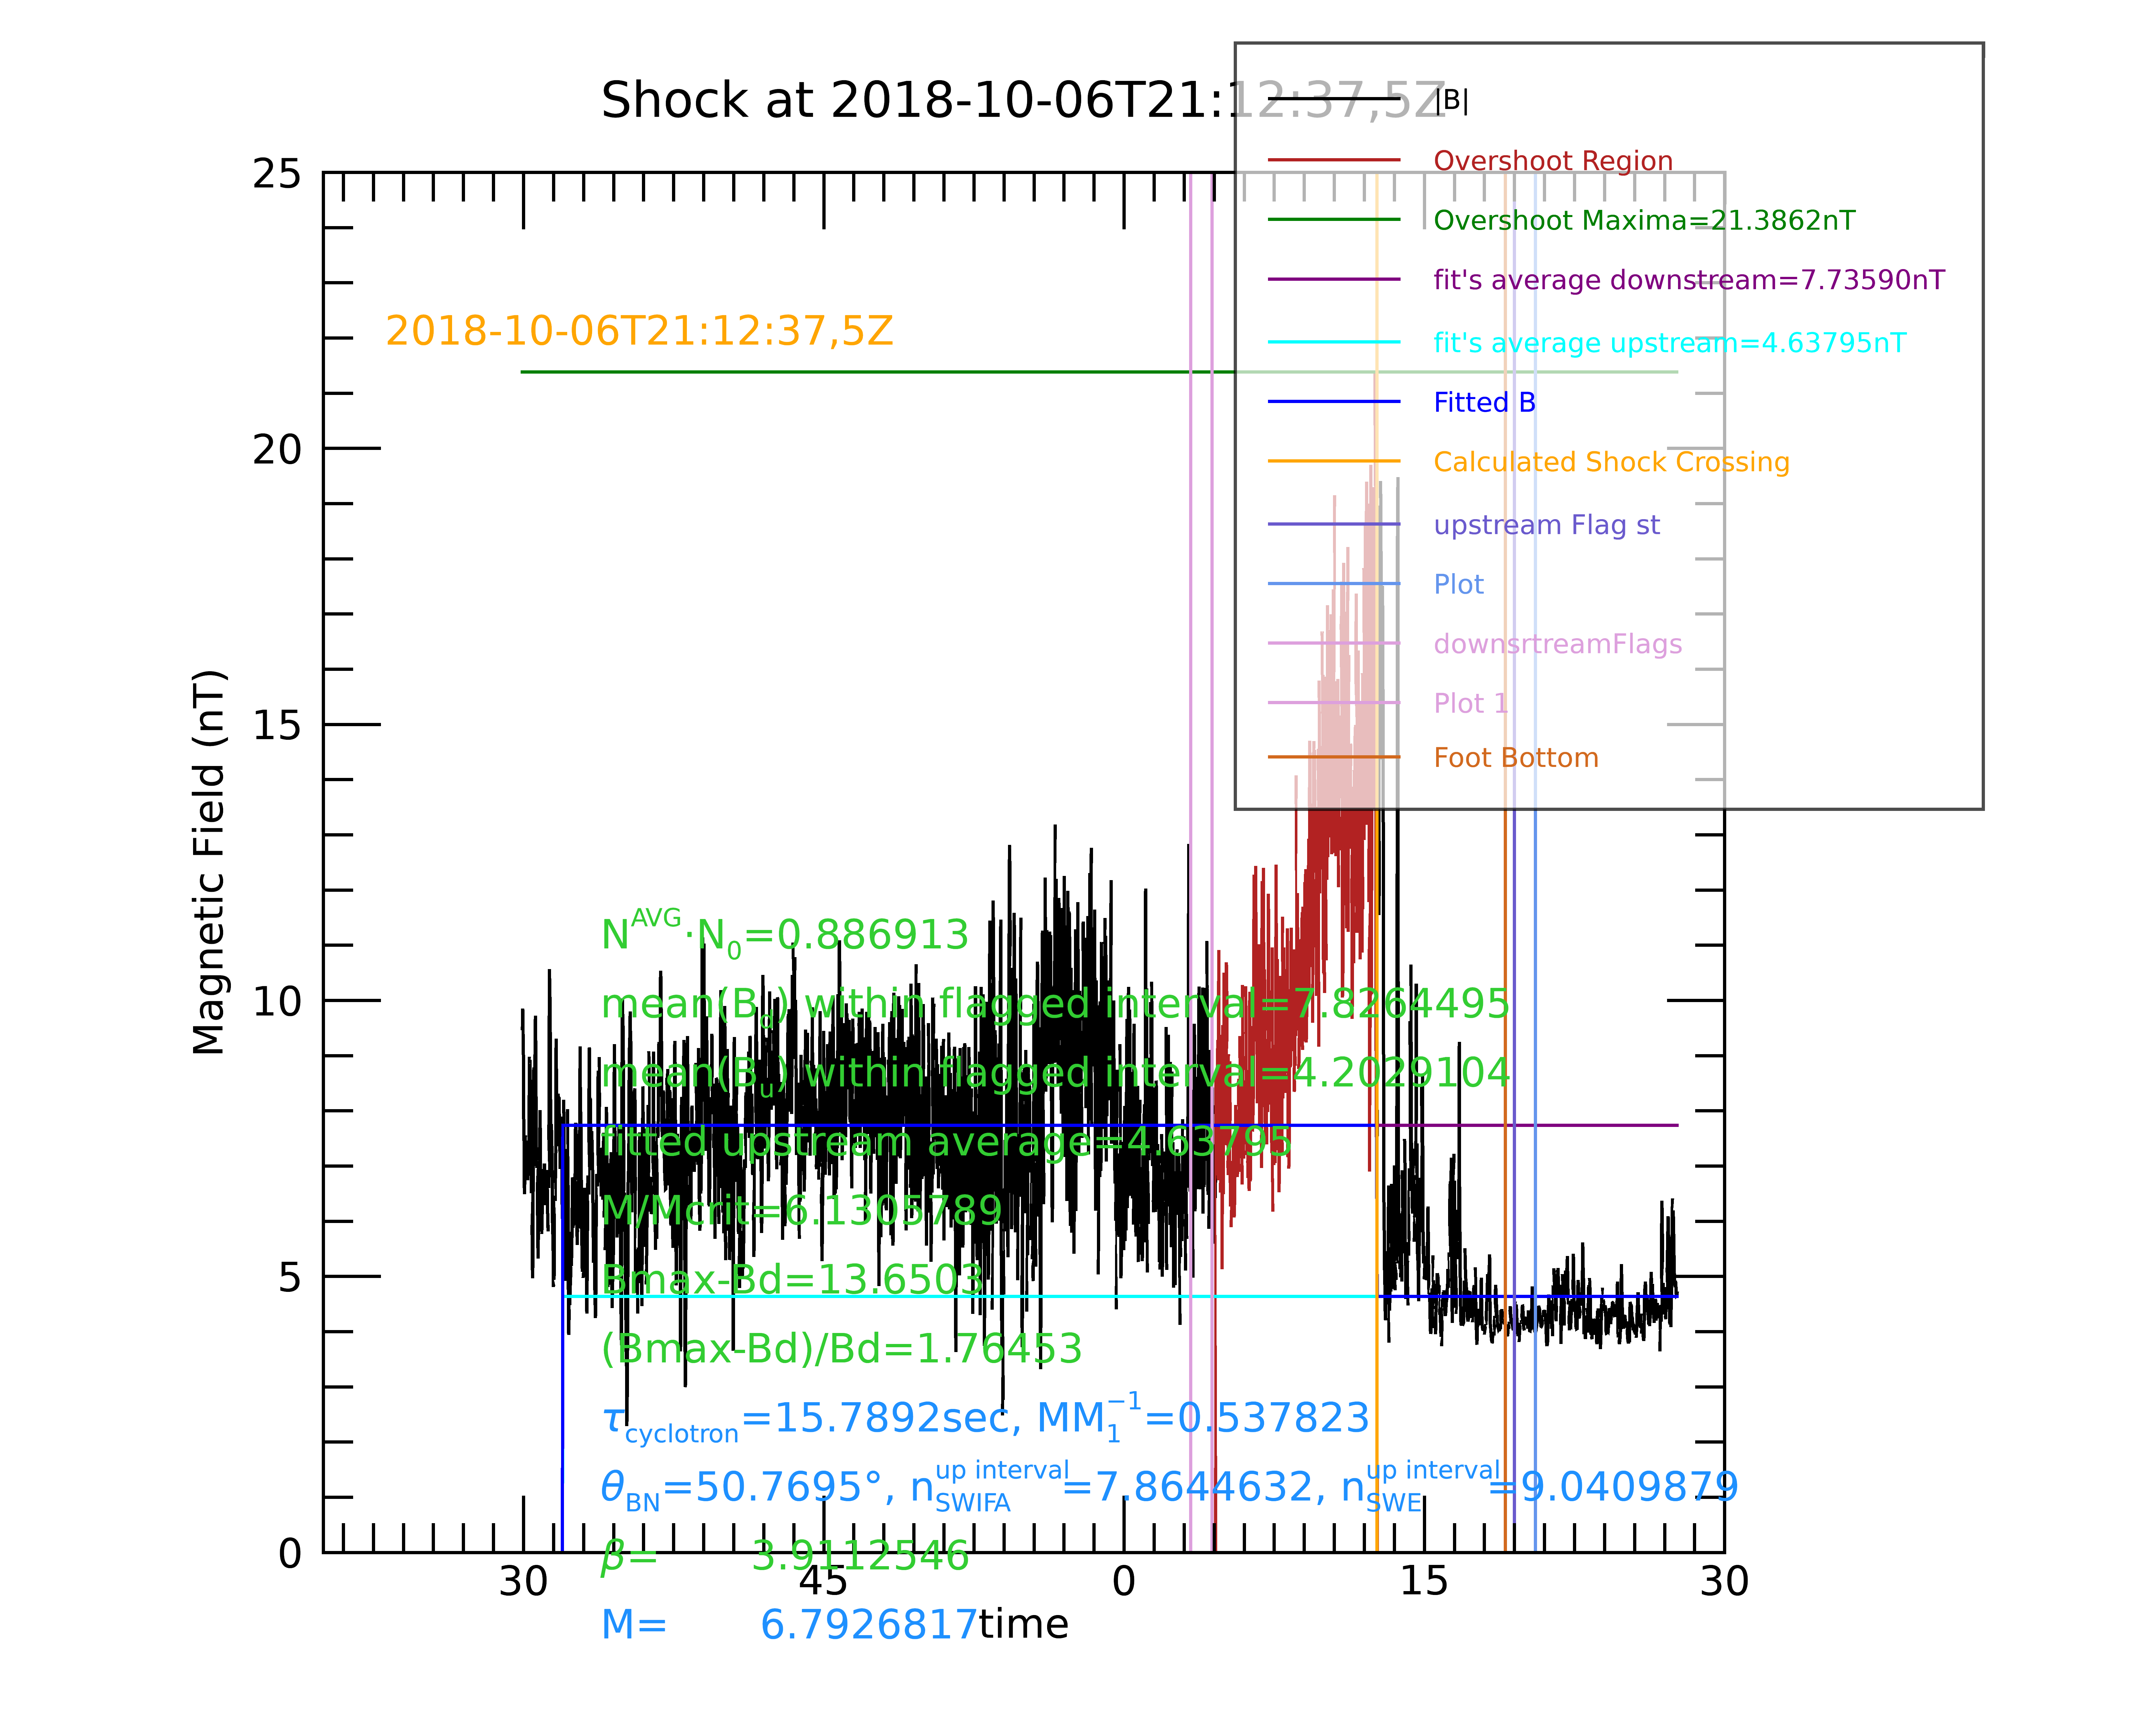 Shock at 2018-10-06T21:12:37,5Z
|B|
Overshoot Region
Overshoot Maxima=21.3862nT
fit's average downstream=7.73590nT
fit's average upstream=4.63795nT
Fitted B
Calculated Shock Crossing
upstream Flag st
Plot
downsrtreamFlags
Plot 1
Foot Bottom
2018-10-06T21:12:37,5Z
25
20
15
10
5
0
Magnetic Field (nT)
N^AVG·N_0=0.886913
mean(B_d) within flagged interval=7.8264495
mean(B_u) within flagged interval=4.2029104
fitted upstream average=4.63795
M/Mcrit=6.1305789
Bmax-Bd=13.6503
(Bmax-Bd)/Bd=1.76453
τ_cyclotron=15.7892sec, MM_1^−1=0.537823
θ_BN=50.7695°, n_SWIFA^up interval=7.8644632, n_SWE^up interval=9.0409879
β= 3.9112546
30 45 0 15 30
M= 6.7926817
time